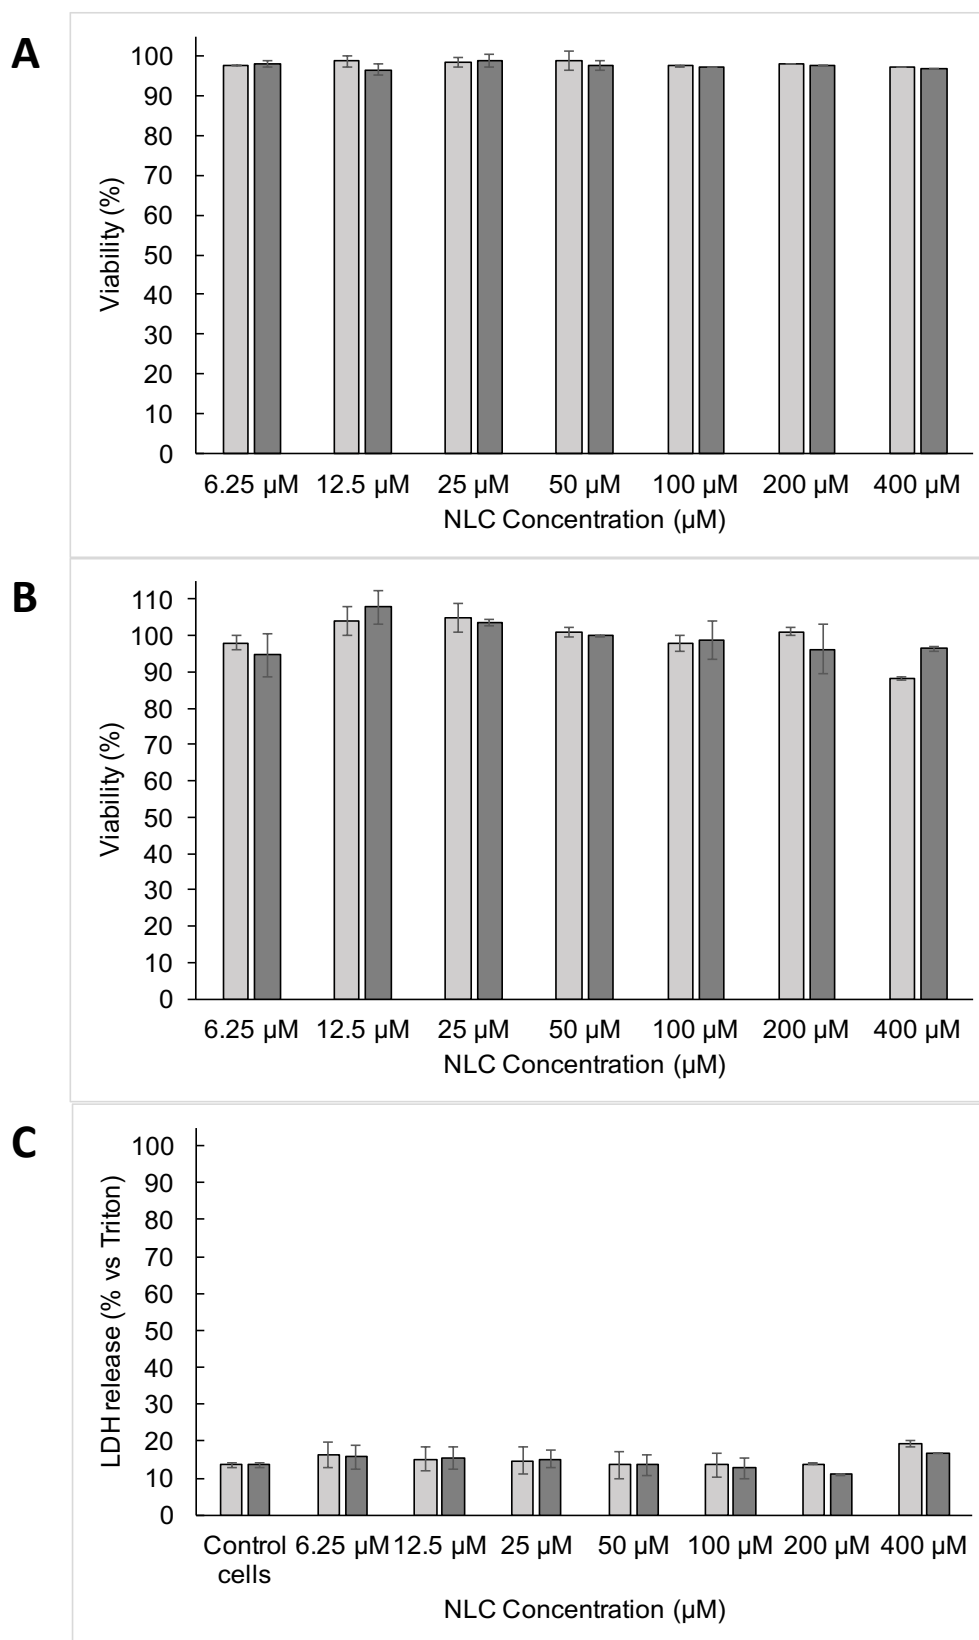 A
100
90
80
70
60
50
40
30
20
10
0
Viability (%)
6.25 µM 12.5 µM 25 µM 50 µM 100 µM 200 µM 400 µM
NLC Concentration (µM)
B
110
100
90
80
70
60
50
40
30
20
10
0
Viability (%)
6.25 µM 12.5 µM 25 µM 50 µM 100 µM 200 µM 400 µM
NLC Concentration (µM)
C
100
90
80
70
60
50
40
30
20
10
0
LDH release (% vs Triton)
Control 6.25 µM 12.5 µM 25 µM 50 µM 100 µM 200 µM 400 µM
cells
NLC Concentration (µM)